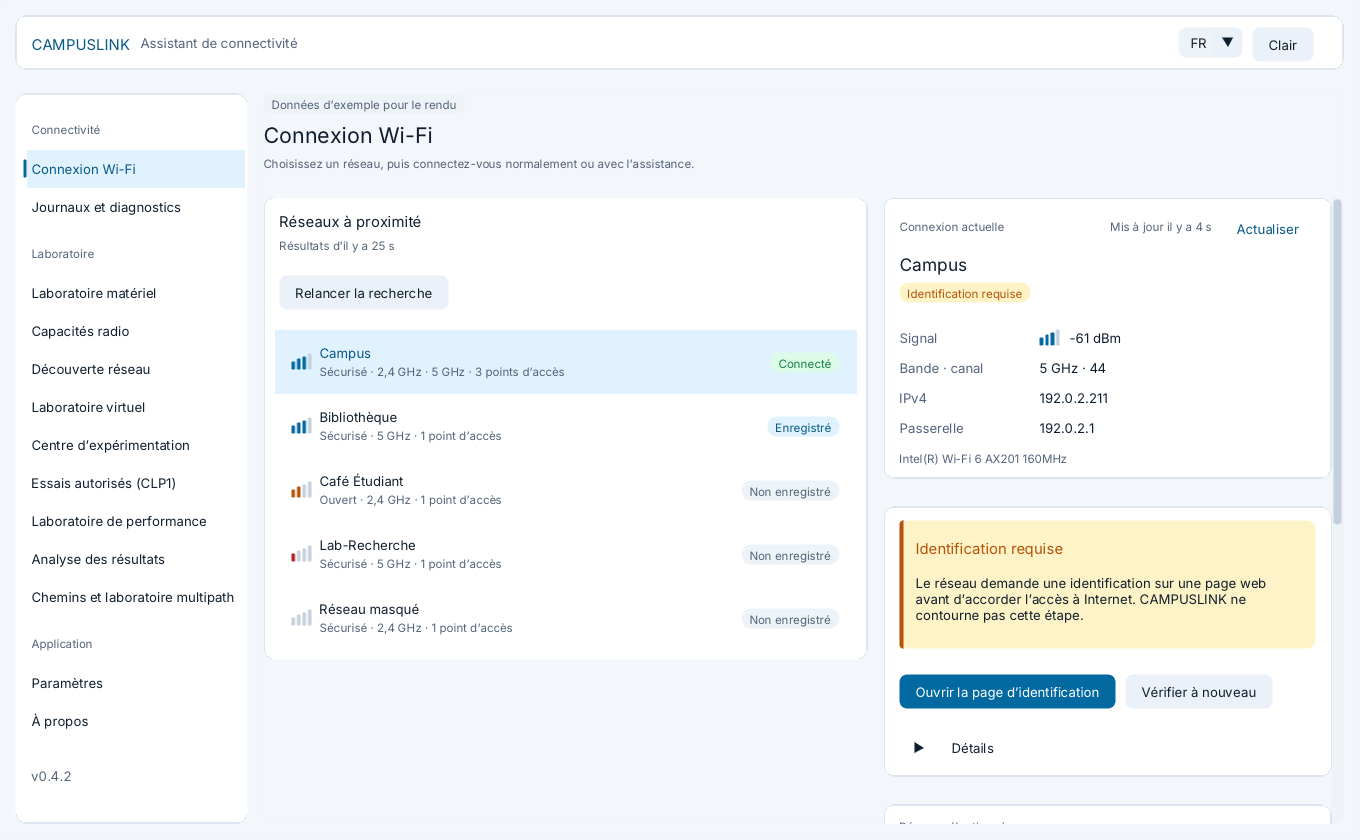 CAMPUSLINK Assistant de connectivité
FR ▼ Clair
Connectivité
Connexion Wi-Fi
Journaux et diagnostics
Laboratoire
Laboratoire matériel
Capacités radio
Découverte réseau
Laboratoire virtuel
Centre d’expérimentation
Essais autorisés (CLP1)
Laboratoire de performance
Analyse des résultats
Chemins et laboratoire multipath
Application
Paramètres
À propos
v0.4.2
Données d’exemple pour le rendu
Connexion Wi-Fi
Choisissez un réseau, puis connectez-vous normalement ou avec l’assistance.
Réseaux à proximité
Résultats d’il y a 25 s
Relancer la recherche
Campus
Sécurisé · 2,4 GHz · 5 GHz · 3 points d’accès
Connecté
Bibliothèque
Sécurisé · 5 GHz · 1 point d’accès
Enregistré
Café Étudiant
Ouvert · 2,4 GHz · 1 point d’accès
Non enregistré
Lab-Recherche
Sécurisé · 5 GHz · 1 point d’accès
Non enregistré
Réseau masqué
Sécurisé · 2,4 GHz · 1 point d’accès
Non enregistré
Connexion actuelle Mis à jour il y a 4 s Actualiser
Campus
Identification requise
Signal -61 dBm
Bande · canal 5 GHz · 44
IPv4 192.0.2.211
Passerelle 192.0.2.1
Intel(R) Wi-Fi 6 AX201 160MHz
Identification requise
Le réseau demande une identification sur une page web
avant d’accorder l’accès à Internet. CAMPUSLINK ne
contourne pas cette étape.
Ouvrir la page d’identification Vérifier à nouveau
▶ Détails